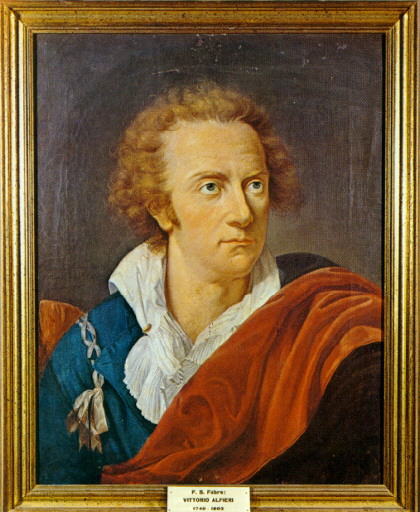 F. S. Fabre:
VITTORIO ALFIERI
1749 - 1803